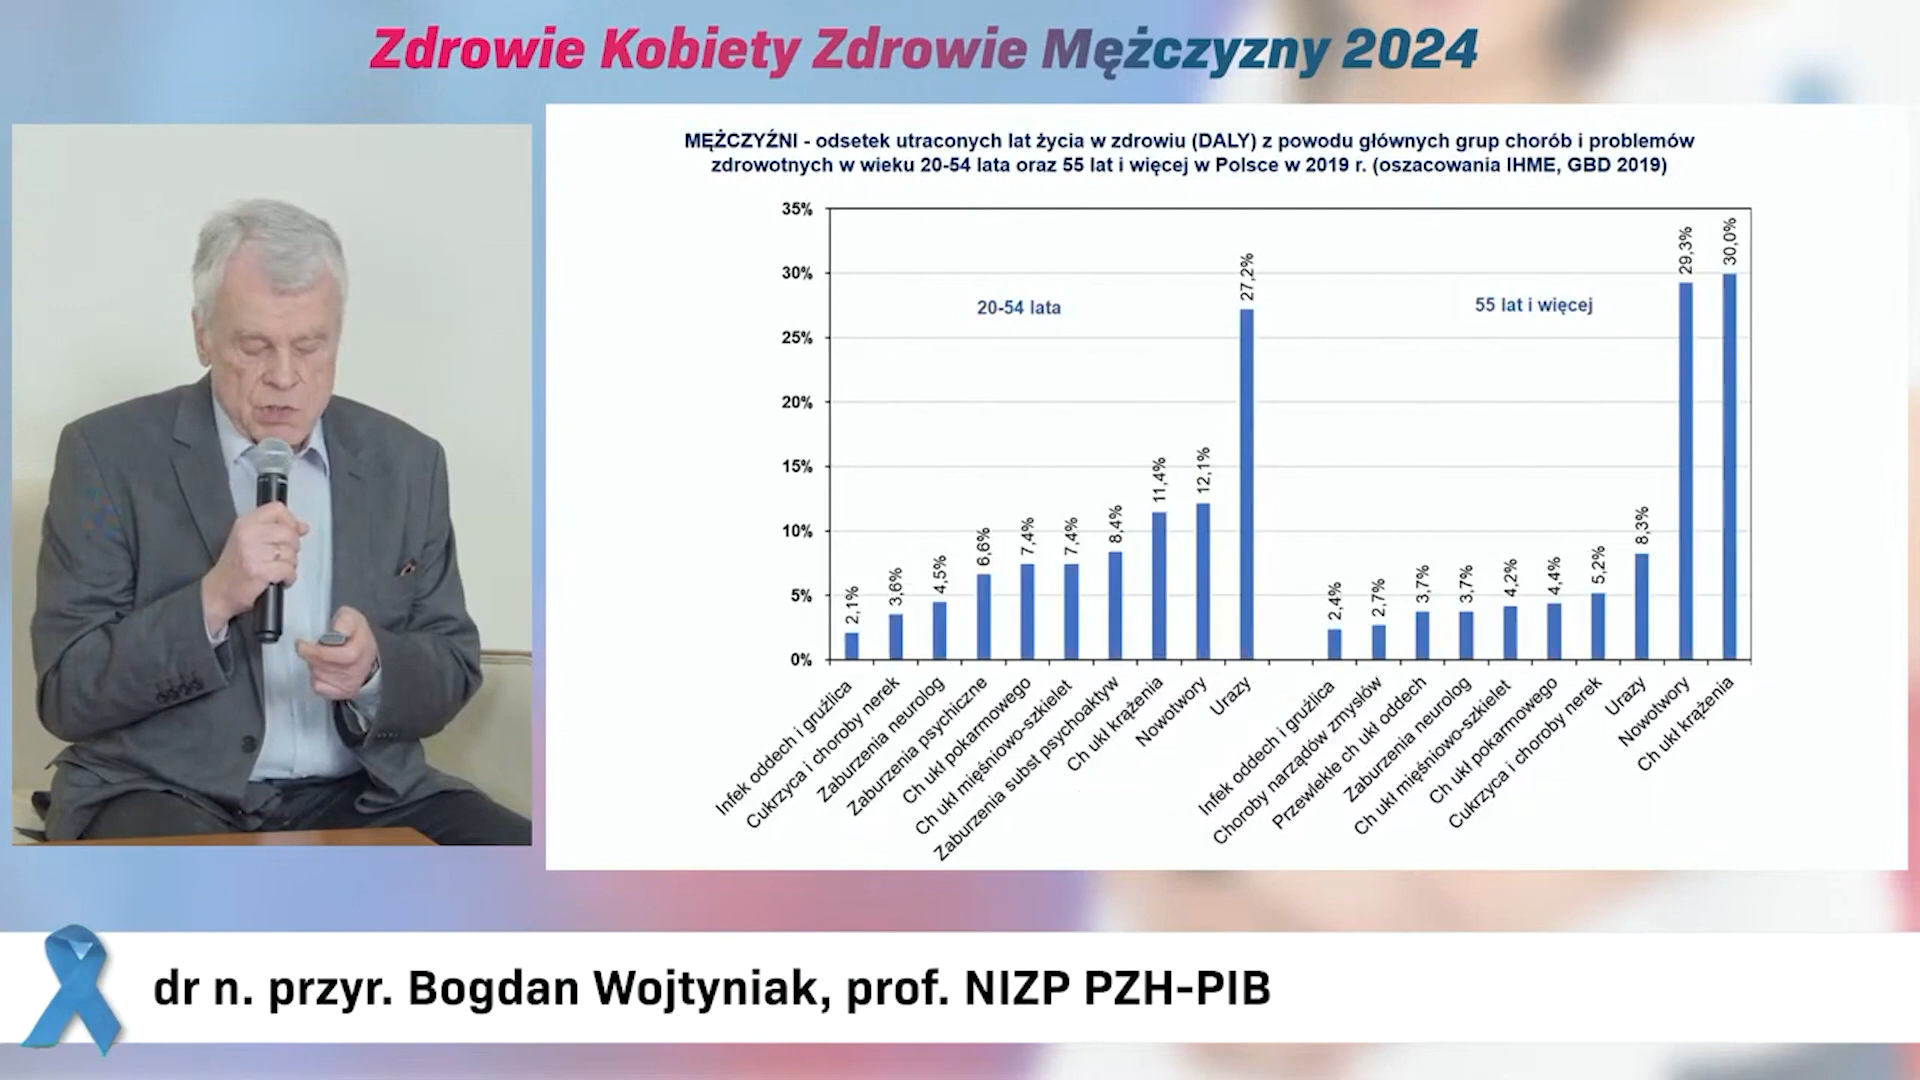 Zdrowie Kobiety Zdrowie Mężczyzny 2024
MĘŻCZYŹNI - odsetek utraconych lat życia w zdrowiu (DALY) z powodu głównych grup chorób i problemów
zdrowotnych w wieku 20-54 lata oraz 55 lat i więcej w Polsce w 2019 r. (oszacowania IHME, GBD 2019)
35%
30%
25%
20%
15%
10%
5%
0%
20-54 lata
55 lat i więcej
2,1%
3,6%
4,5%
6,6%
7,4%
7,4%
8,4%
11,4%
12,1%
27,2%
2,4%
2,7%
3,7%
3,7%
4,2%
4,4%
5,2%
8,3%
29,3%
30,0%
Infek oddech i gruźlica
Cukrzyca i choroby nerek
Zaburzenia neurolog
Zaburzenia psychiczne
Ch ukł pokarmowego
Ch ukł mięśniowo-szkielet
Zaburzenia subst psychoaktyw
Ch ukł krążenia
Nowotwory
Urazy
Infek oddech i gruźlica
Choroby narządów zmysłów
Przewlekłe ch ukł oddech
Zaburzenia neurolog
Ch ukł mięśniowo-szkielet
Ch ukł pokarmowego
Cukrzyca i choroby nerek
Urazy
Nowotwory
Ch ukł krążenia
dr n. przyr. Bogdan Wojtyniak, prof. NIZP PZH-PIB